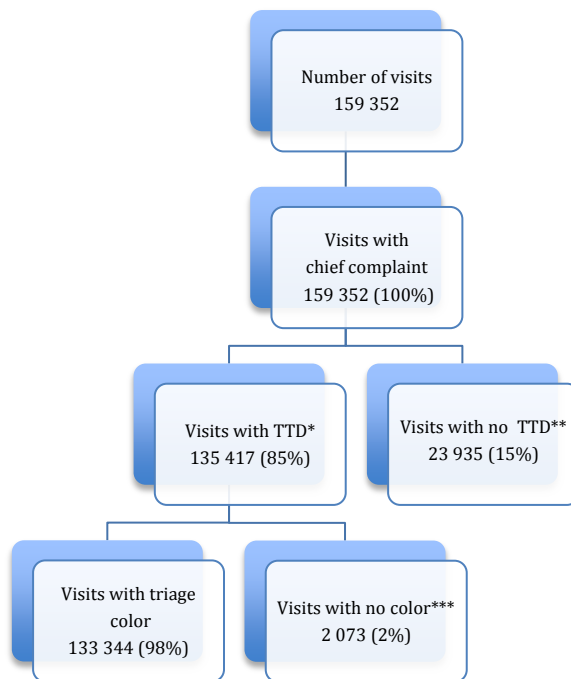 Number of visits
159 352
Visits with
chief complaint
159 352 (100%)
Visits with TTD*
135 417 (85%)
Visits with no TTD**
23 935 (15%)
Visits with triage
color
133 344 (98%)
Visits with no color***
2 073 (2%)